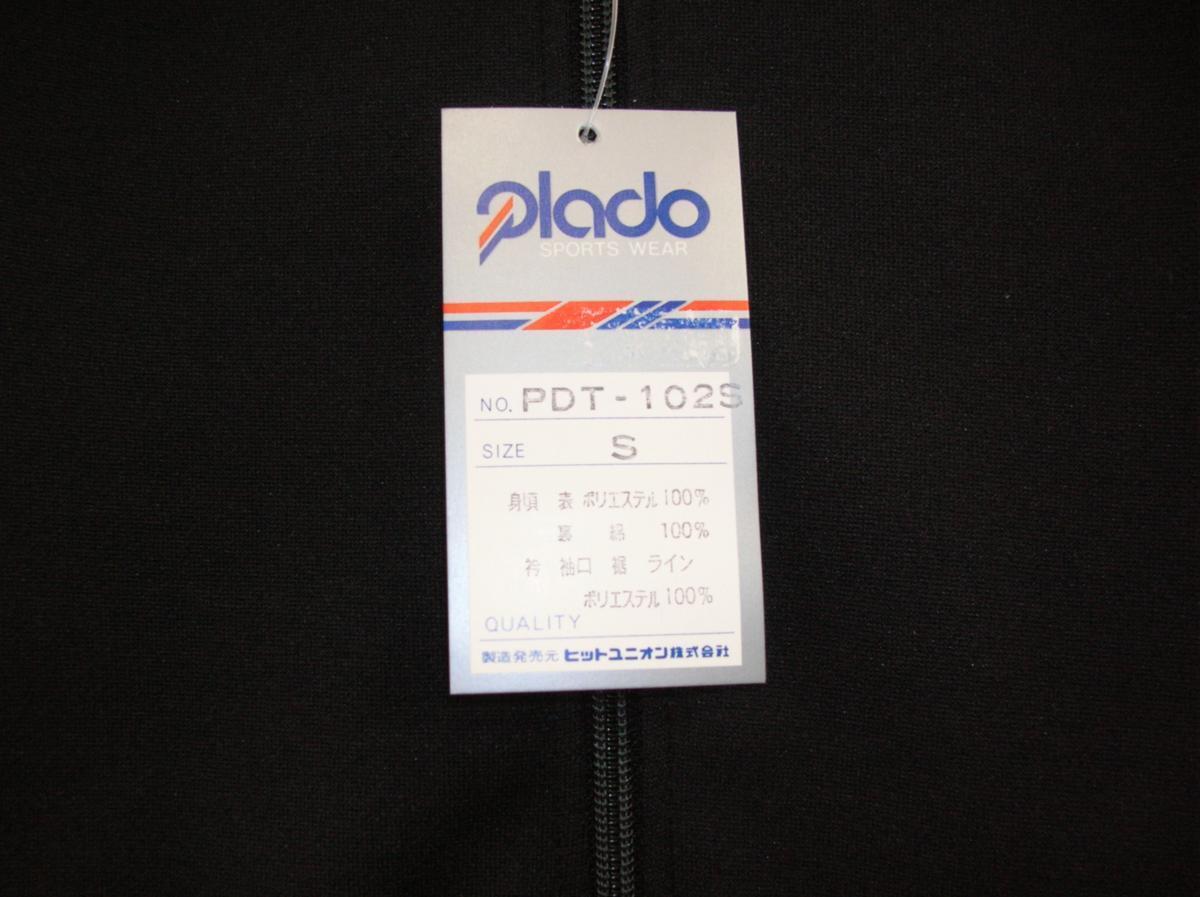 plado
SPORTS WEAR
NO. PDT-102S
SIZE S
身頃 表 ポリエステル100%
裏 綿 100%
衿 袖口 裾 ライン
ポリエステル100%
QUALITY
製造発売元 ヒットユニオン株式会社